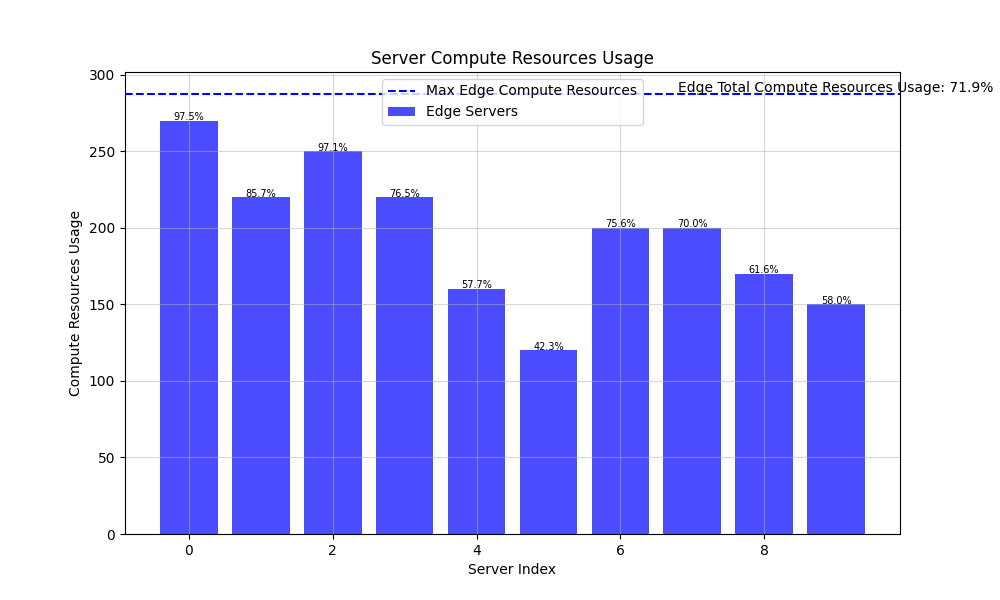 Server Compute Resources Usage
300
Edge Total Compute Resources Usage: 71.9%
Max Edge Compute Resources
Edge Servers
97.5%
85.7%
97.1%
76.5%
57.7%
42.3%
75.6%
70.0%
61.6%
58.0%
250
200
150
100
50
0
Compute Resources Usage
0 2 4 6 8
Server Index